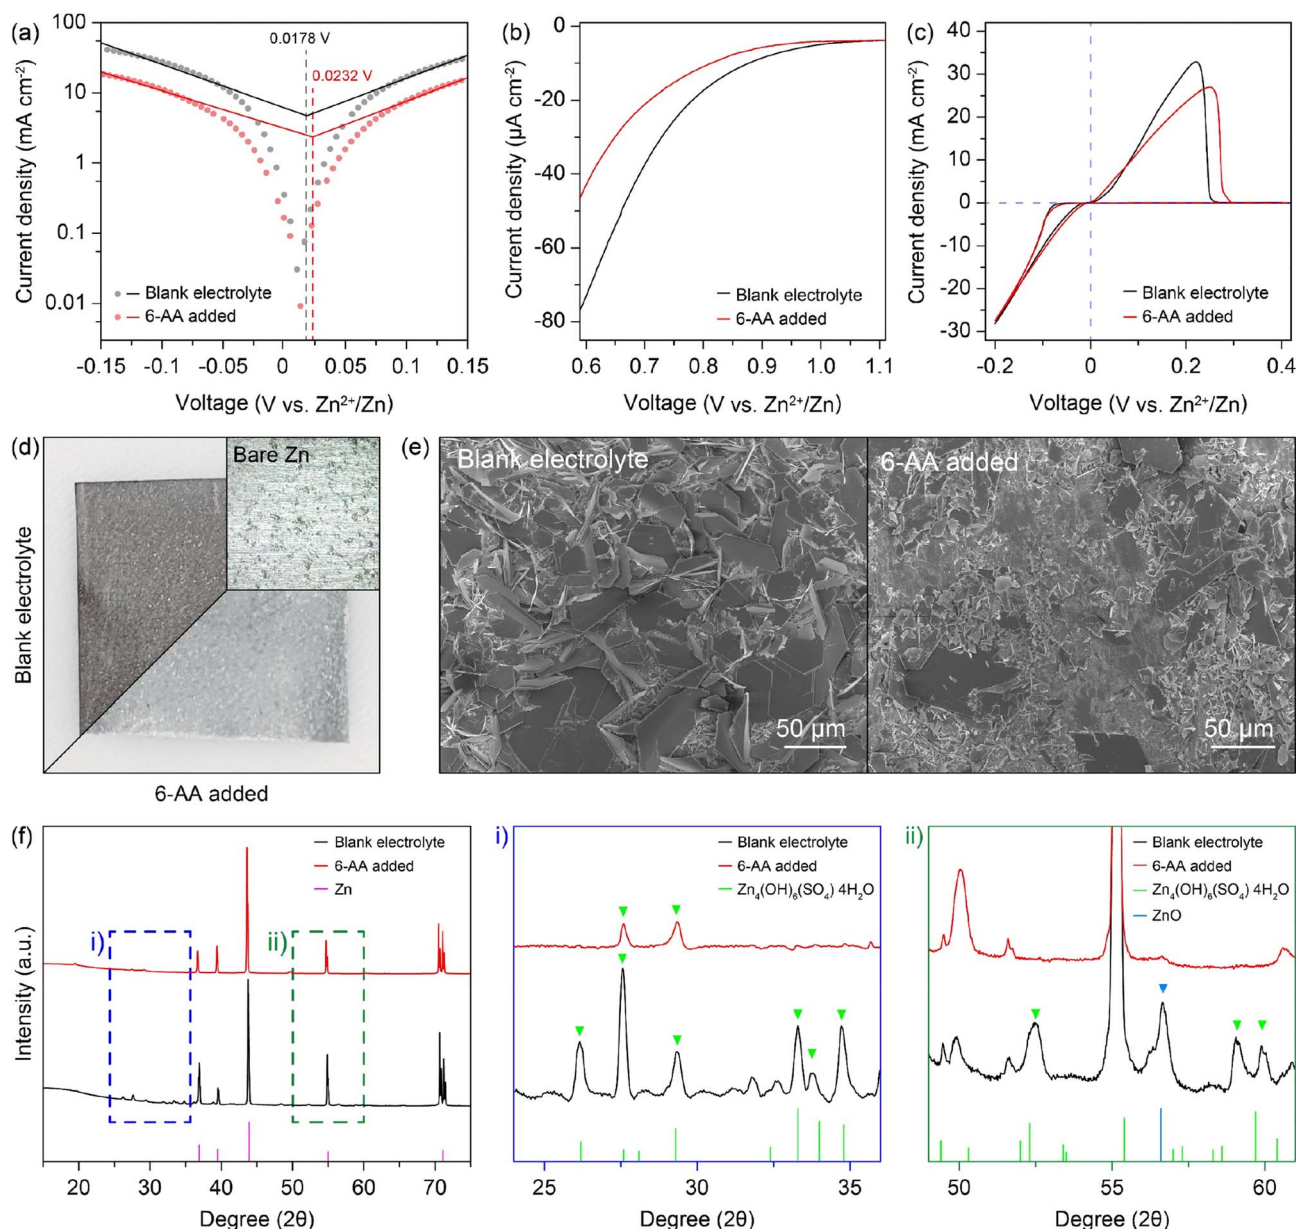 (a)
100
10
1
0.1
0.01
Current density (mA cm⁻²)
0.0178 V
0.0232 V
Blank electrolyte
6-AA added
-0.15 -0.1 -0.05 0 0.05 0.10 0.15
Voltage (V vs. Zn²⁺/Zn)
(b)
0
-20
-40
-60
-80
Current density (µA cm⁻²)
Blank electrolyte
6-AA added
0.6 0.7 0.8 0.9 1.0 1.1
Voltage (V vs. Zn²⁺/Zn)
(c)
40
30
20
10
0
-10
-20
-30
Current density (mA cm⁻²)
Blank electrolyte
6-AA added
-0.2 0 0.2 0.4
Voltage (V vs. Zn²⁺/Zn)
(d)
Bare Zn
Blank electrolyte
6-AA added
(e)
Blank electrolyte
50 µm
6-AA added
50 µm
(f)
Blank electrolyte
6-AA added
Zn
i)
ii)
Intensity (a.u.)
15 25 35 45 55 65 75
Degree (2θ)
i)
Blank electrolyte
6-AA added
Zn₄(OH)₆(SO₄) 4H₂O
25 30 35
Degree (2θ)
ii)
Blank electrolyte
6-AA added
Zn₄(OH)₆(SO₄) 4H₂O
ZnO
50 55 60
Degree (2θ)